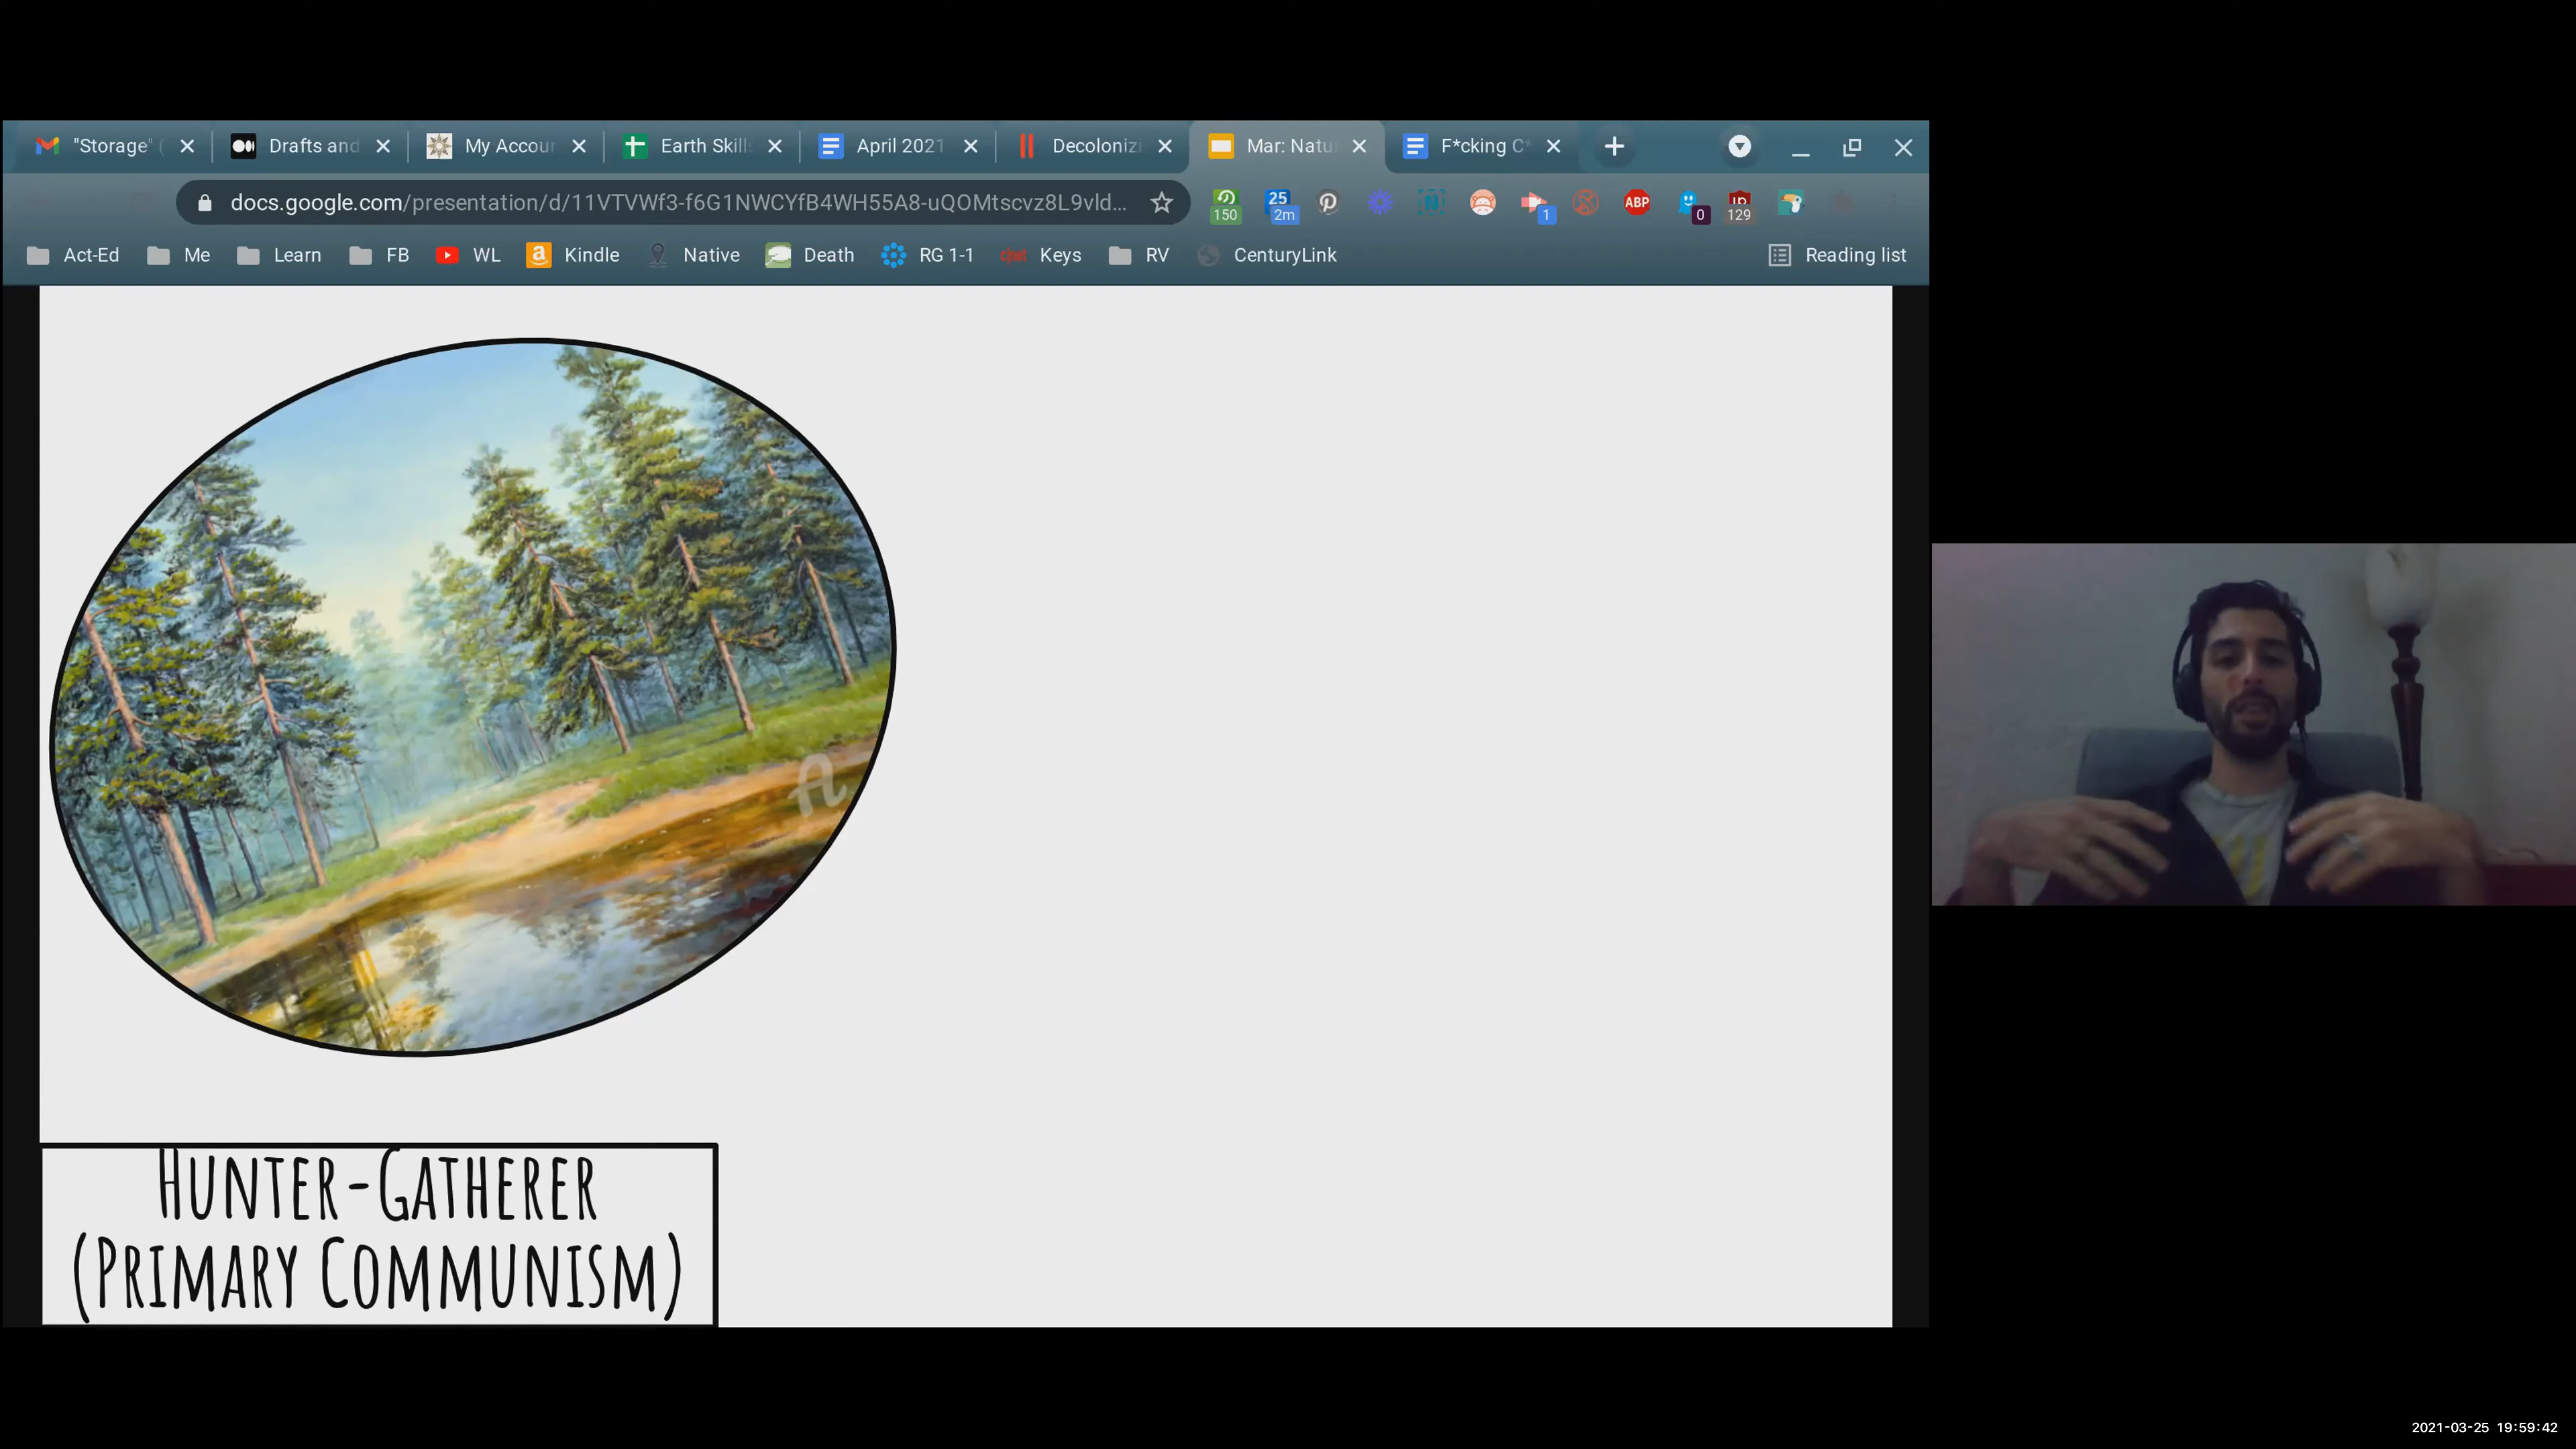 "Storage" (
Drafts and
My Accour
Earth Skill
April 2021
Decoloniz
Mar: Natu
F*cking C*
docs.google.com/presentation/d/11VTVWf3-f6G1NWCYfB4WH55A8-uQOMtscvz8L9vld...
150
25
2m
1
ABP
0
129
Act-Ed
Me
Learn
FB
WL
Kindle
Native
Death
RG 1-1
Keys
RV
CenturyLink
Reading list
HUNTER-GATHERER
(PRIMARY COMMUNISM)
2021-03-25 19:59:42